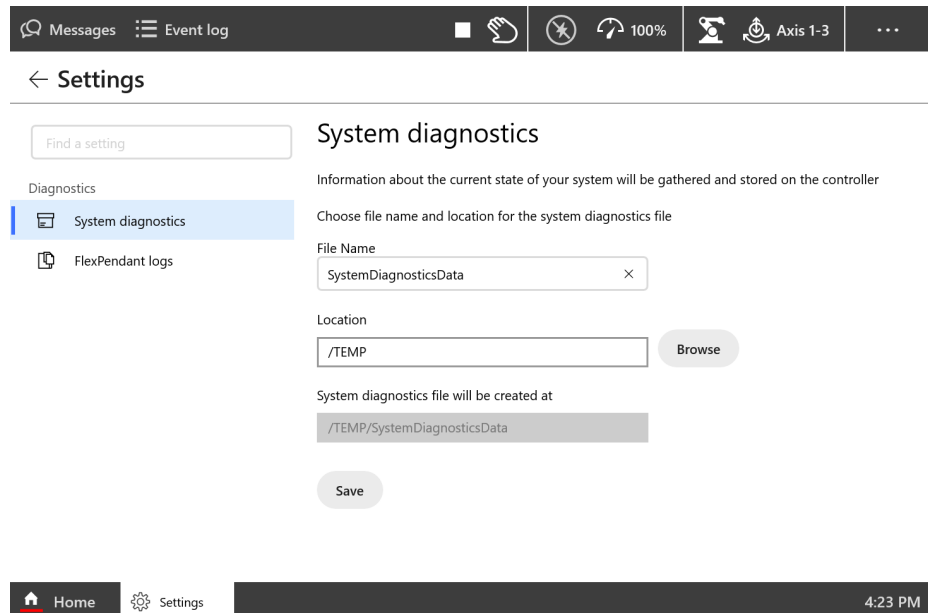 Messages
Event log
100%
Axis 1-3
...
Settings
Find a setting
Diagnostics
System diagnostics
FlexPendant logs
System diagnostics
Information about the current state of your system will be gathered and stored on the controller
Choose file name and location for the system diagnostics file
File Name
SystemDiagnosticsData
Location
/TEMP
Browse
System diagnostics file will be created at
/TEMP/SystemDiagnosticsData
Save
Home
Settings
4:23 PM